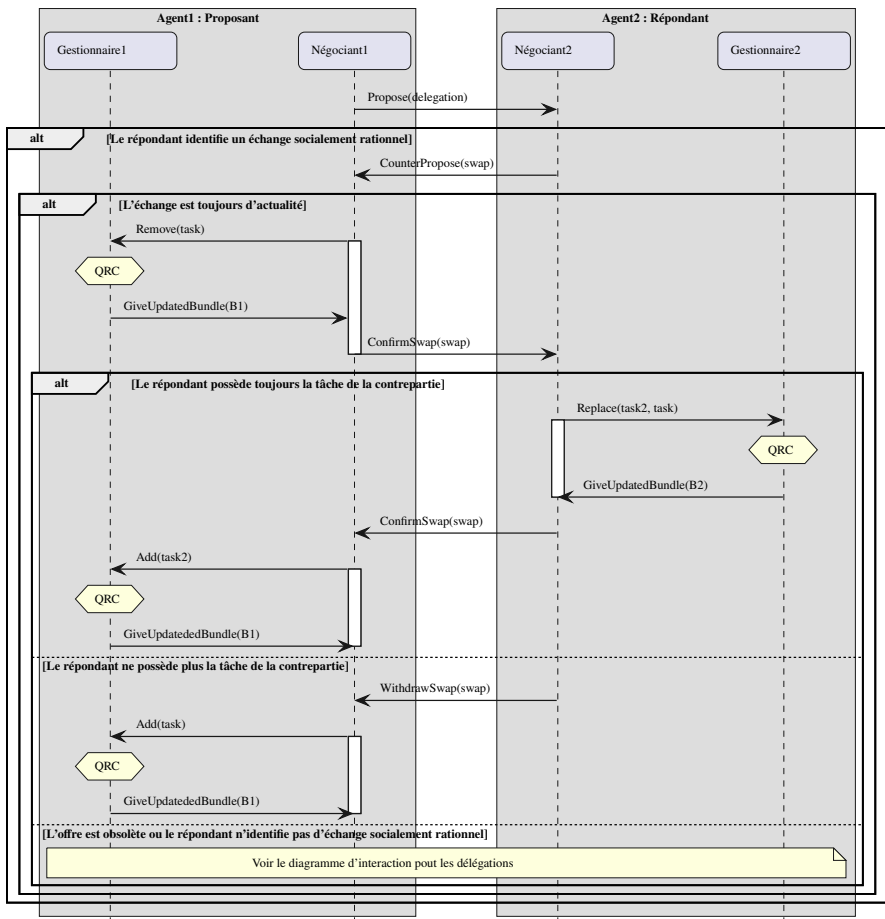 Agent1 : Proposant
Agent2 : Répondant
Gestionnaire1
Négociant1
Négociant2
Gestionnaire2
Propose(delegation)
alt
[Le répondant identifie un échange socialement rationnel]
CounterPropose(swap)
alt
[L'échange est toujours d'actualité]
Remove(task)
QRC
GiveUpdatedBundle(B1)
ConfirmSwap(swap)
alt
[Le répondant possède toujours la tâche de la contrepartie]
Replace(task2, task)
QRC
GiveUpdatedBundle(B2)
ConfirmSwap(swap)
Add(task2)
QRC
GiveUpdatededBundle(B1)
[Le répondant ne possède plus la tâche de la contrepartie]
WithdrawSwap(swap)
Add(task)
QRC
GiveUpdatededBundle(B1)
[L'offre est obsolète ou le répondant n'identifie pas d'échange socialement rationnel]
Voir le diagramme d'interaction pout les délégations